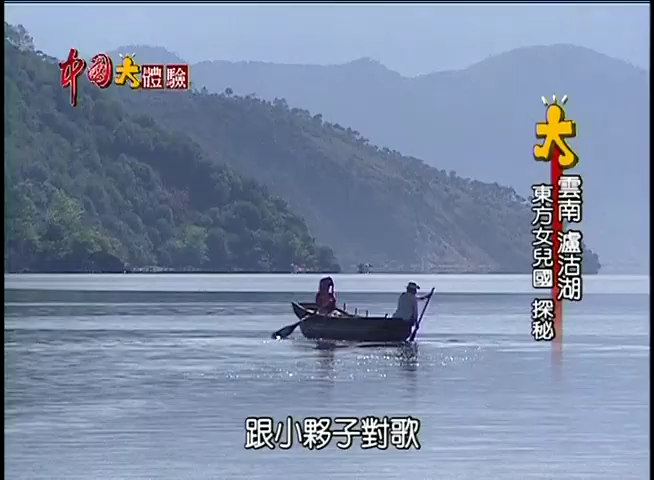 中國大體驗
大
雲南 瀘沽湖
東方女兒國 探秘
跟小夥子對歌